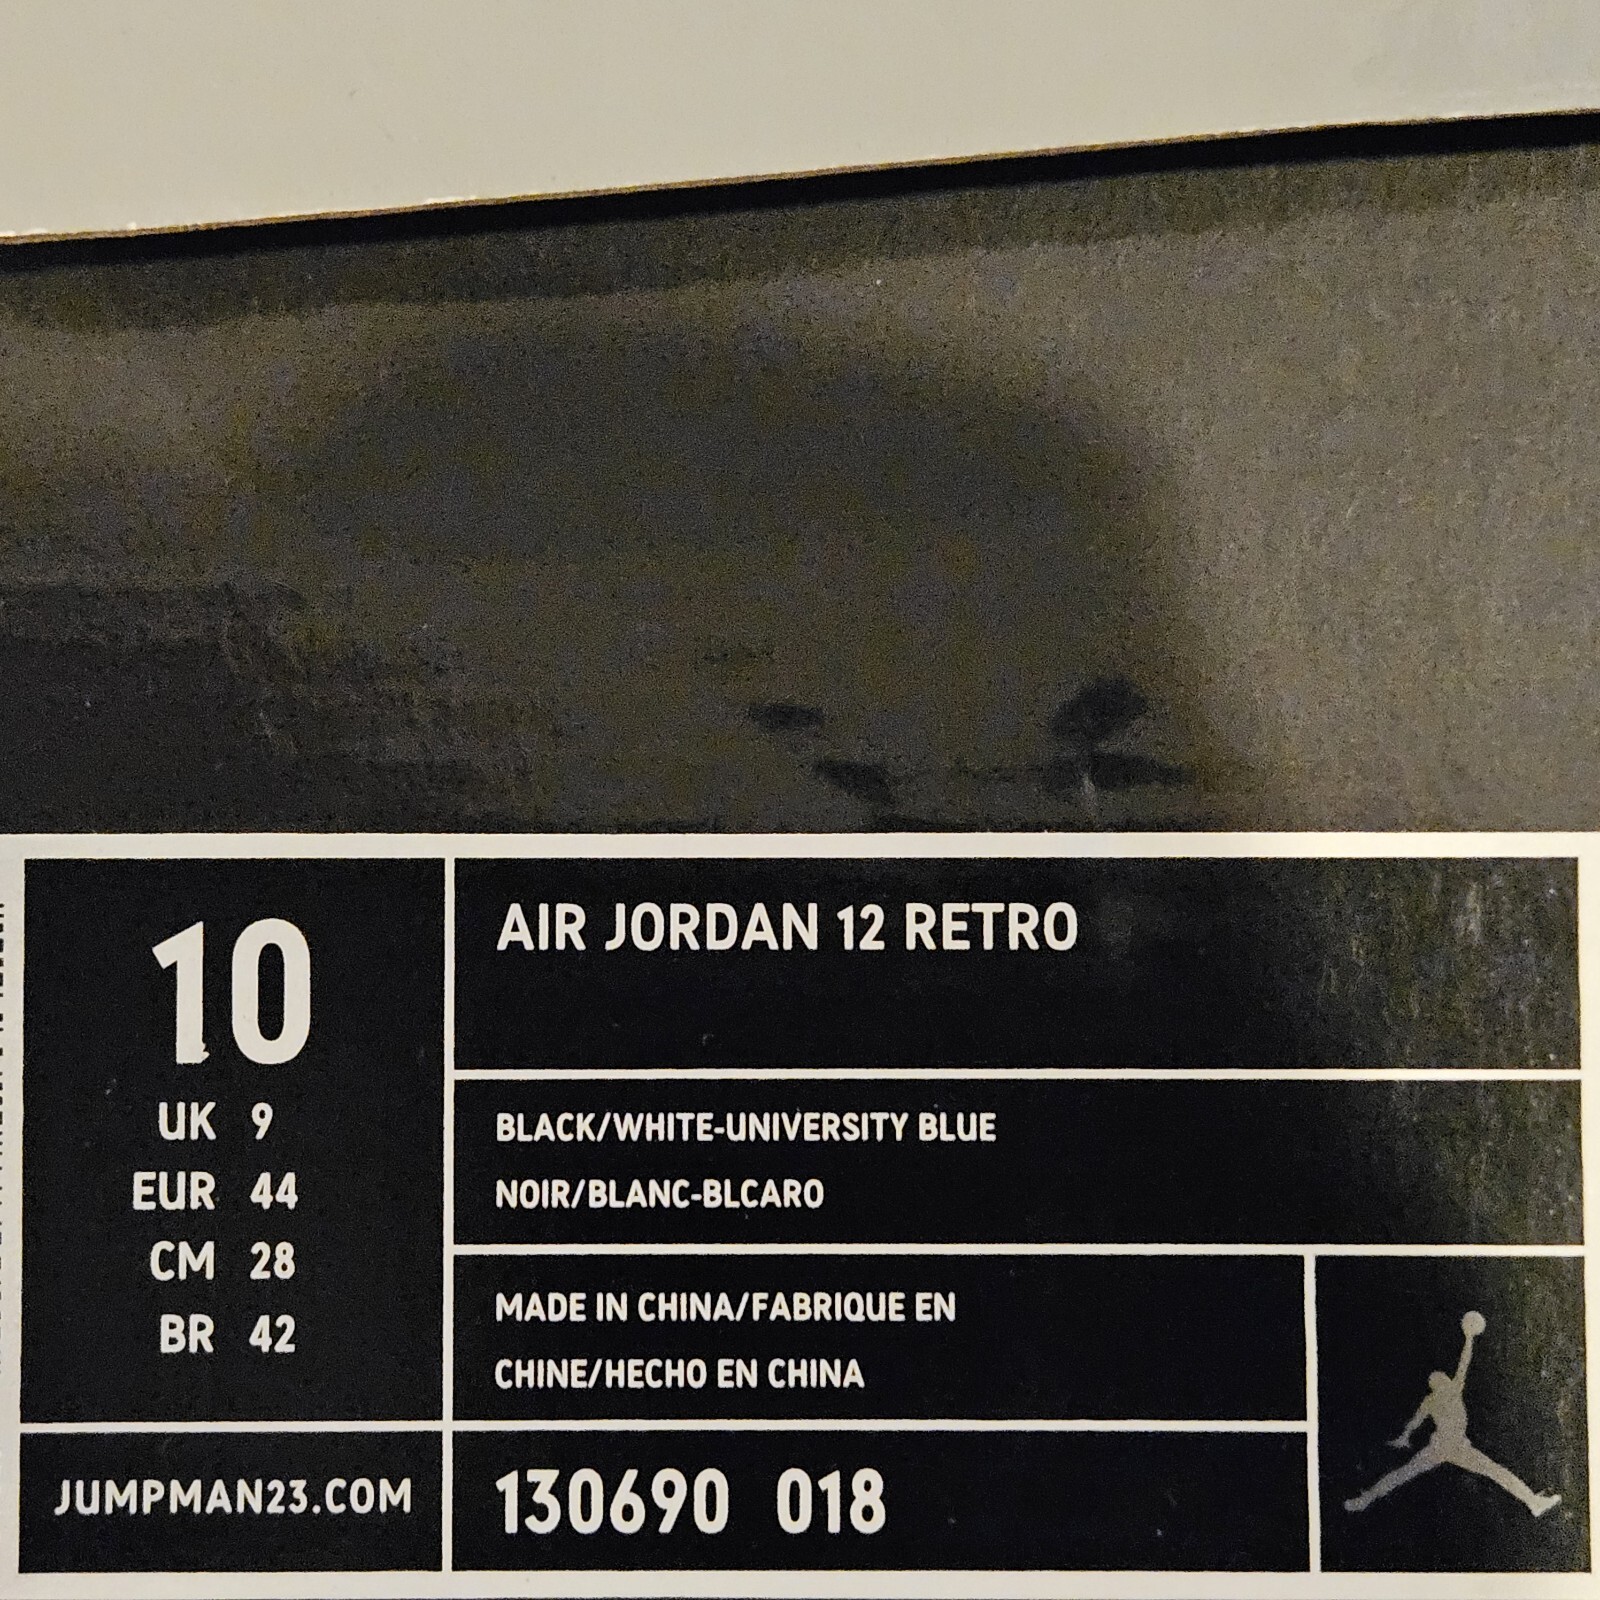 10
UK 9
EUR 44
CM 28
BR 42
JUMPMAN23.COM
AIR JORDAN 12 RETRO
BLACK/WHITE-UNIVERSITY BLUE
NOIR/BLANC-BLCARO
MADE IN CHINA/FABRIQUE EN
CHINE/HECHO EN CHINA
130690 018